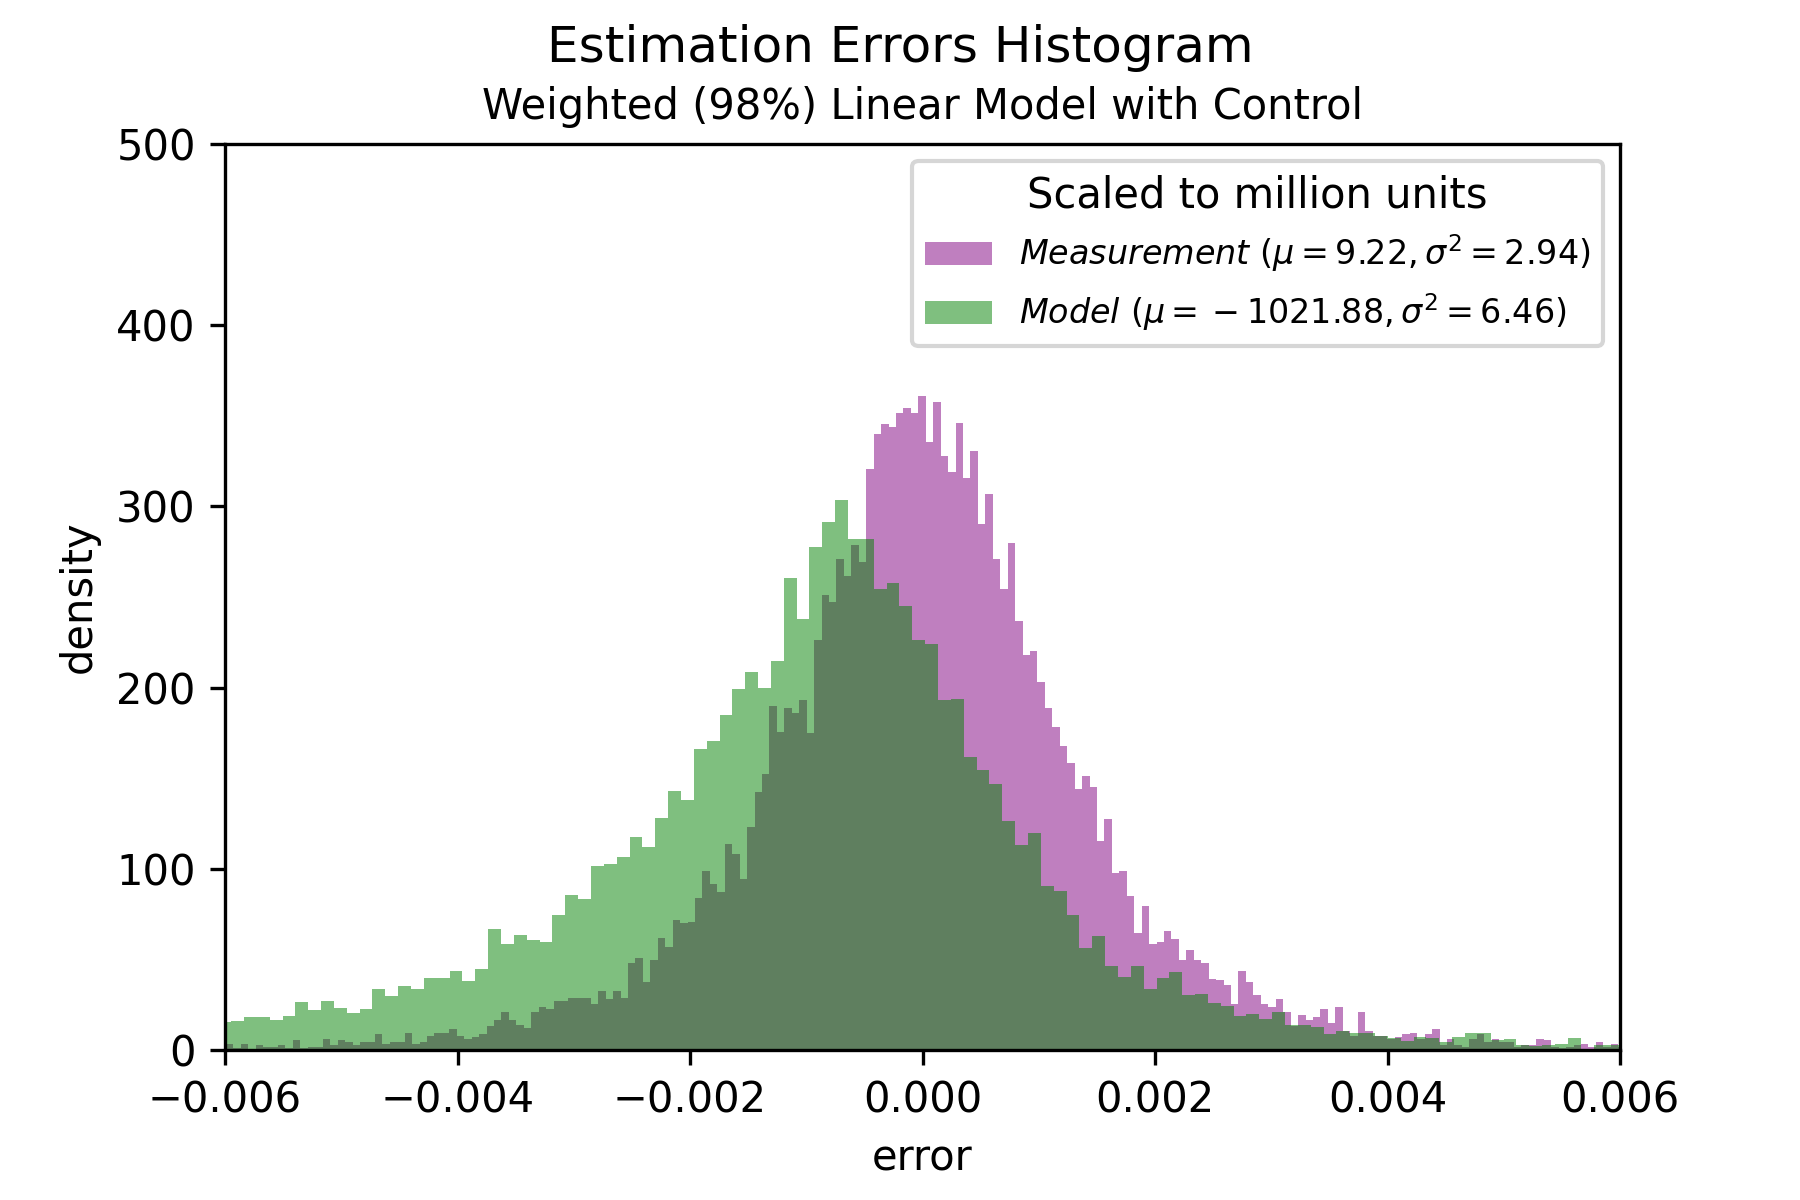 Estimation Errors Histogram
Weighted (98%) Linear Model with Control
Scaled to million units
Measurement (μ = 9.22, σ² = 2.94)
Model (μ = − 1021.88, σ² = 6.46)
500
400
300
200
100
0
density
−0.006 −0.004 −0.002 0.000 0.002 0.004 0.006
error